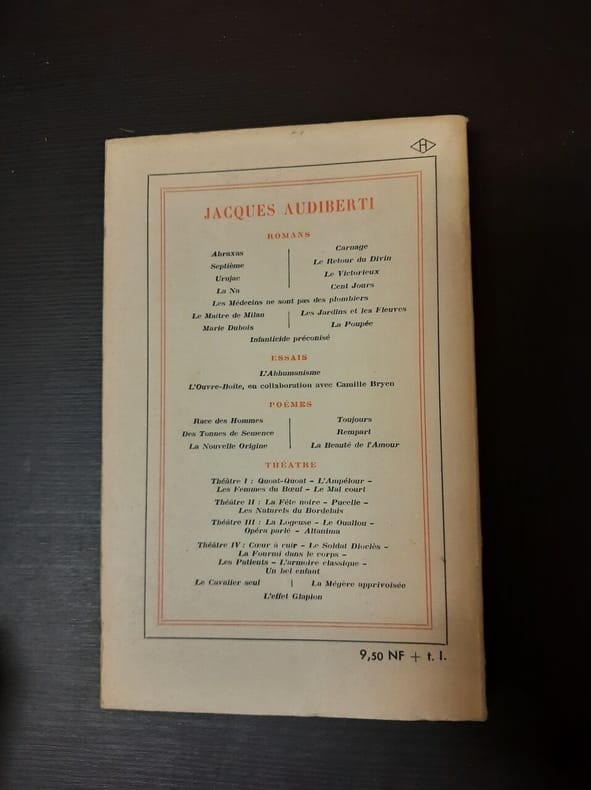 H
JACQUES AUDIBERTI
ROMANS
Abraxas
Septième
Urujac
La Na
Carnage
Le Retour du Divin
Le Victorieux
Cent Jours
Les Médecins ne sont pas des plombiers
Le Maître de Milan
Marie Dubois
Les Jardins et les Fleuves
La Poupée
Infanticide préconisé
ESSAIS
L'Abhumanisme
L'Ouvre-Boîte, en collaboration avec Camille Bryen
POÈMES
Race des Hommes
Des Tonnes de Semence
La Nouvelle Origine
Toujours
Rempart
La Beauté de l'Amour
THÉATRE
Théâtre I : Quoat-Quoat – L'Ampélour –
Les Femmes du Bœuf – Le Mal court
Théâtre II : La Fête noire – Pucelle –
Les Naturels du Bordelais
Théâtre III : La Logeuse – Le Ouallou –
Opéra parlé – Altanima
Théâtre IV : Cœur à cuir – Le Soldat Dioclès –
La Fourmi dans le corps –
Les Patients – L'armoire classique –
Un bel enfant
Le Cavalier seul | La Mégère apprivoisée
L'effet Glapion
9,50 NF + t. l.